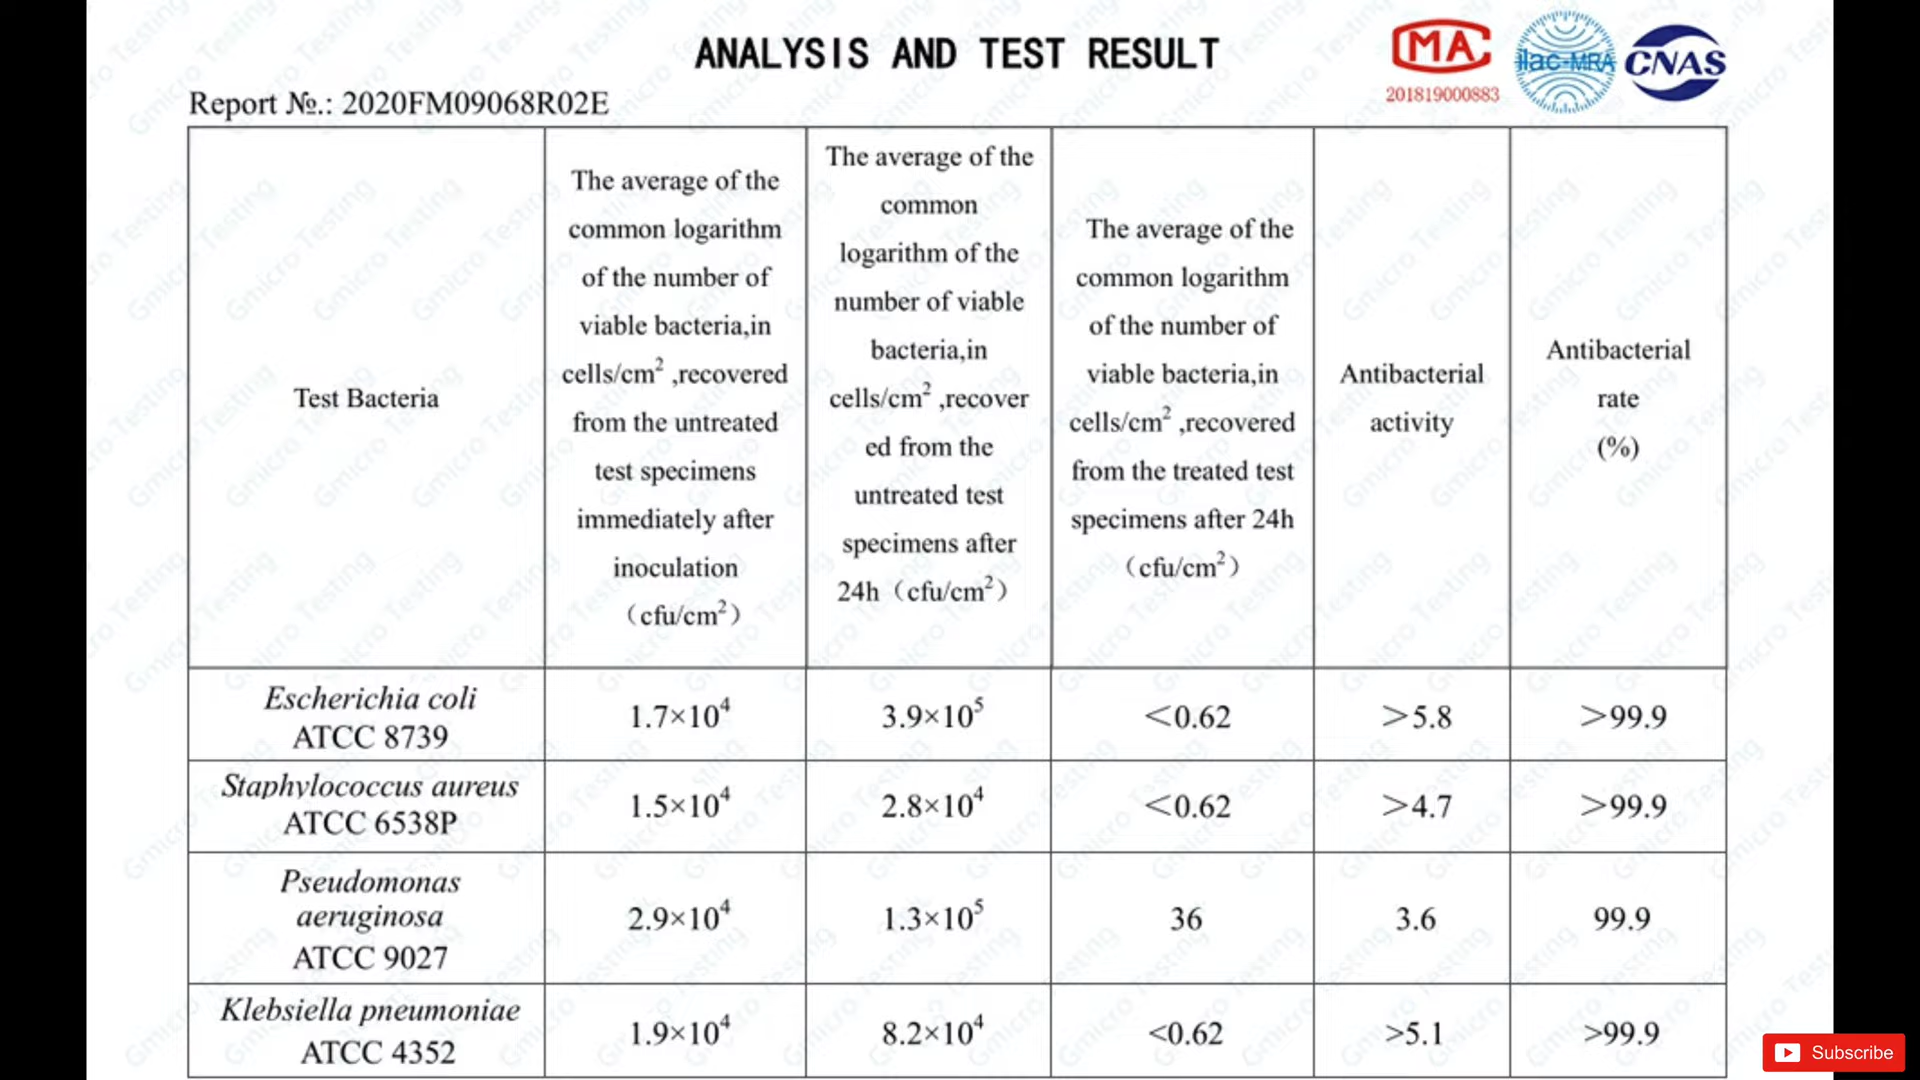 ANALYSIS AND TEST RESULT
MA
201819000883
ilac-MRA
CNAS
Report №.: 2020FM09068R02E
Test Bacteria
The average of the
common logarithm
of the number of
viable bacteria,in
cells/cm² ,recovered
from the untreated
test specimens
immediately after
inoculation
（cfu/cm²）
The average of the
common
logarithm of the
number of viable
bacteria,in
cells/cm² ,recover
ed from the
untreated test
specimens after
24h（cfu/cm²）
The average of the
common logarithm
of the number of
viable bacteria,in
cells/cm² ,recovered
from the treated test
specimens after 24h
（cfu/cm²）
Antibacterial
activity
Antibacterial
rate
(%)
Escherichia coli
ATCC 8739
1.7×10⁴
3.9×10⁵
＜0.62
＞5.8
＞99.9
Staphylococcus aureus
ATCC 6538P
1.5×10⁴
2.8×10⁴
＜0.62
＞4.7
＞99.9
Pseudomonas
aeruginosa
ATCC 9027
2.9×10⁴
1.3×10⁵
36
3.6
99.9
Klebsiella pneumoniae
ATCC 4352
1.9×10⁴
8.2×10⁴
<0.62
>5.1
>99.9
Gmicro Testing
Subscribe